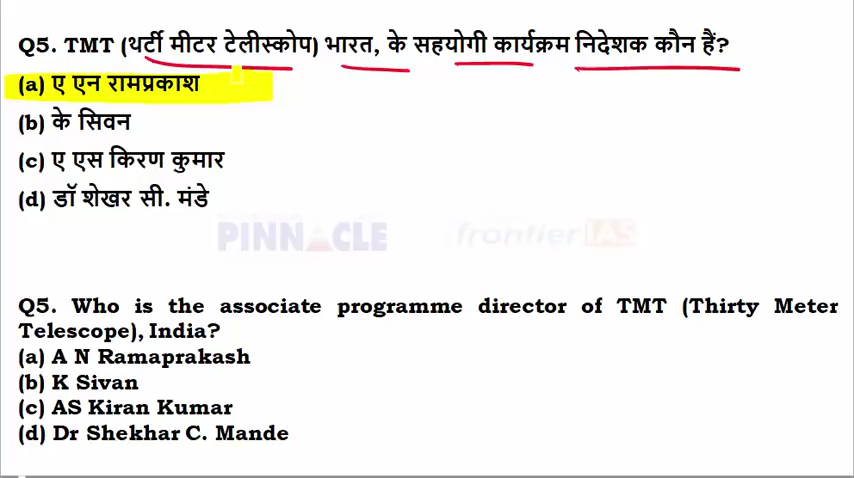 Q5. TMT (थर्टी मीटर टेलीस्कोप) भारत, के सहयोगी कार्यक्रम निदेशक कौन हैं?
(a) ए एन रामप्रकाश
(b) के सिवन
(c) ए एस किरण कुमार
(d) डॉ शेखर सी. मंडे
PINNACLE frontier IAS
Q5. Who is the associate programme director of TMT (Thirty Meter
Telescope), India?
(a) A N Ramaprakash
(b) K Sivan
(c) AS Kiran Kumar
(d) Dr Shekhar C. Mande